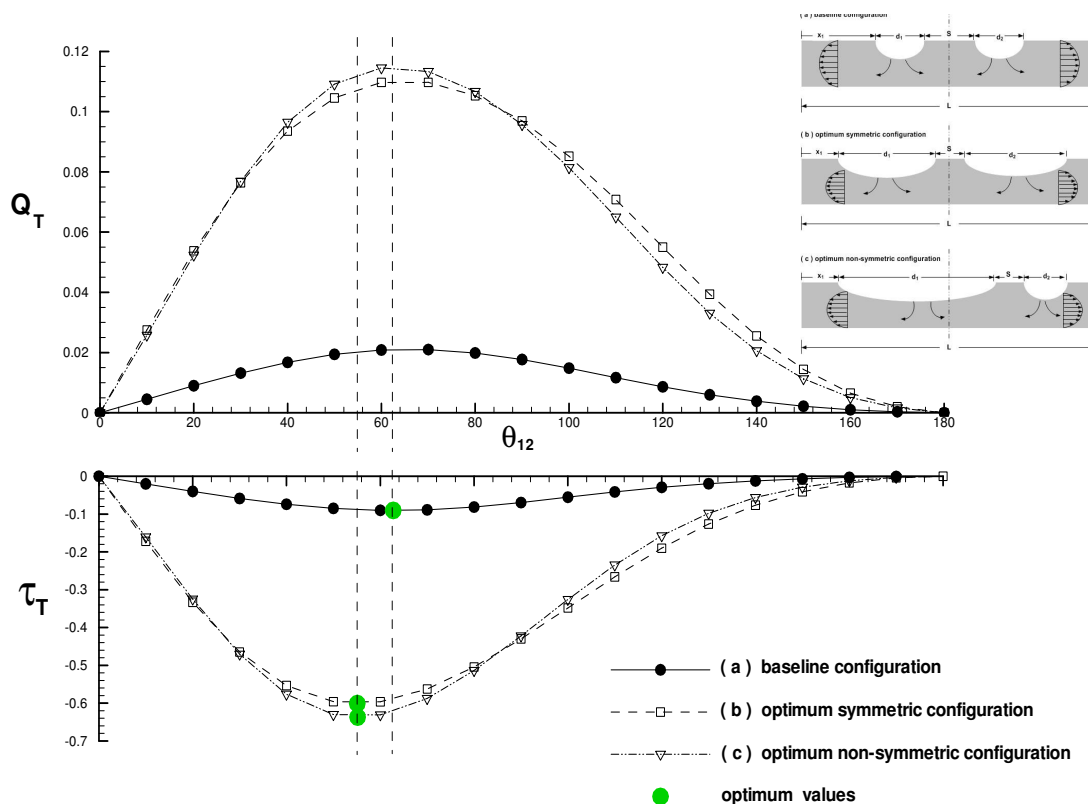 0.12
0.1
0.08
0.06
0.04
0.02
0
Q_T
0 20 40 60 80 100 120 140 160 180
θ₁₂
0
-0.1
-0.2
-0.3
-0.4
-0.5
-0.6
-0.7
τ_T
( a ) baseline configuration
x₁ d₁ S d₂
L
( b ) optimum symmetric configuration
x₁ d₁ S d₂
L
( c ) optimum non-symmetric configuration
x₁ d₁ S d₂
L
( a ) baseline configuration
( b ) optimum symmetric configuration
( c ) optimum non-symmetric configuration
optimum values